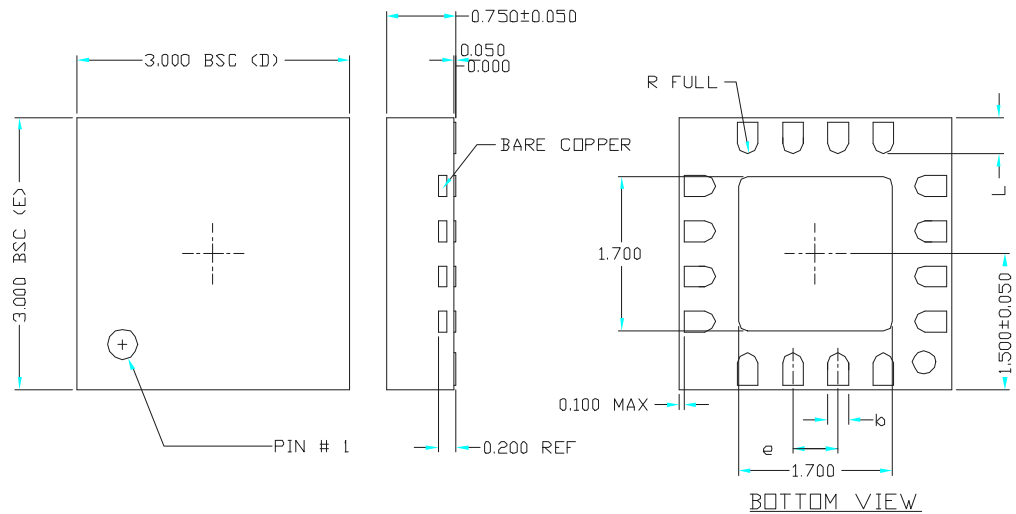 0.750±0.050
3.000 BSC (D)
0.050
0.000
R FULL
BARE COPPER
L
3.000 BSC (E)
1.700
1.500±0.050
0.100 MAX
b
PIN # 1
0.200 REF
e
1.700
BOTTOM VIEW